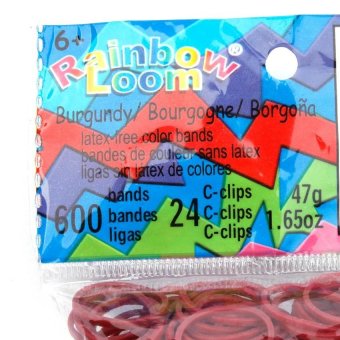 6+
Rainbow®
Loom
Burgundy/ Bourgogne/ Borgoña
latex-free color bands
bandes de couleur sans latex
ligas sin latex de colores
600 bands bandes ligas 24 C-clips C-clips C-clips 47g 1.65oz